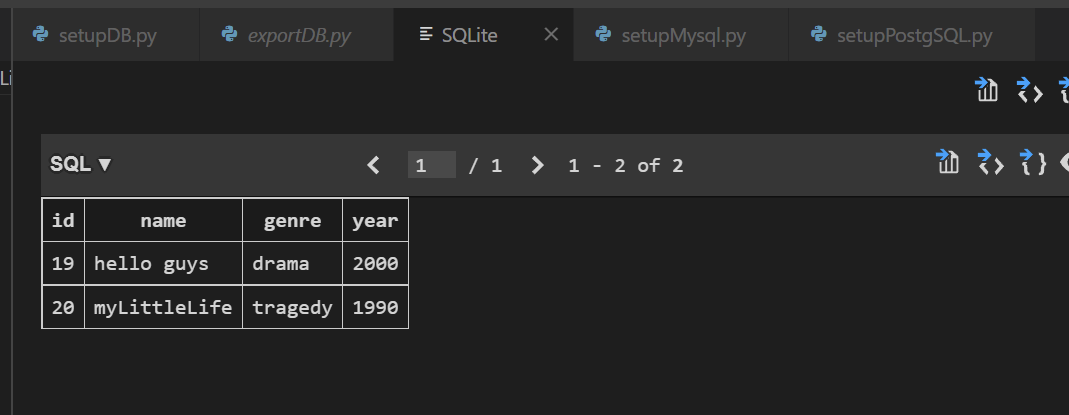 setupDB.py exportDB.py SQLite setupMysql.py setupPostgSQL.py
Li
SQL ▼ 1 / 1 1 - 2 of 2
id name genre year
19 hello guys drama 2000
20 myLittleLife tragedy 1990